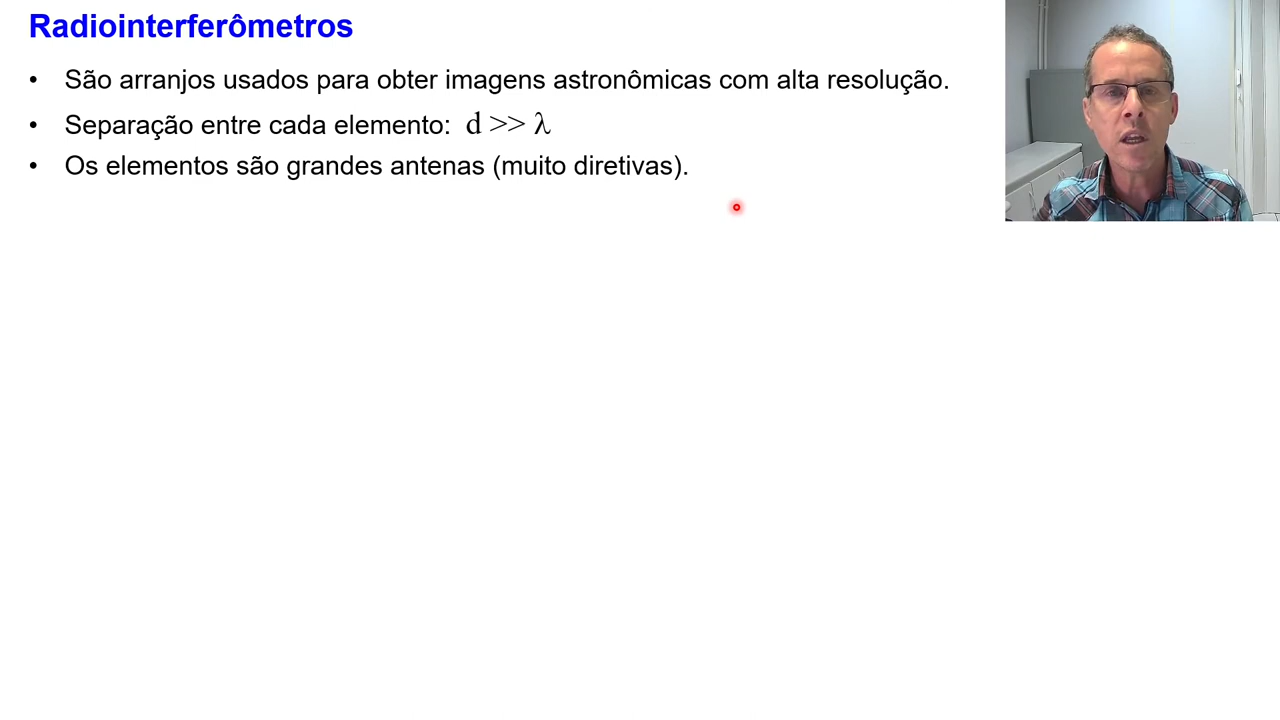 Radiointerferômetros
• São arranjos usados para obter imagens astronômicas com alta resolução.
• Separação entre cada elemento: d >> λ
• Os elementos são grandes antenas (muito diretivas).